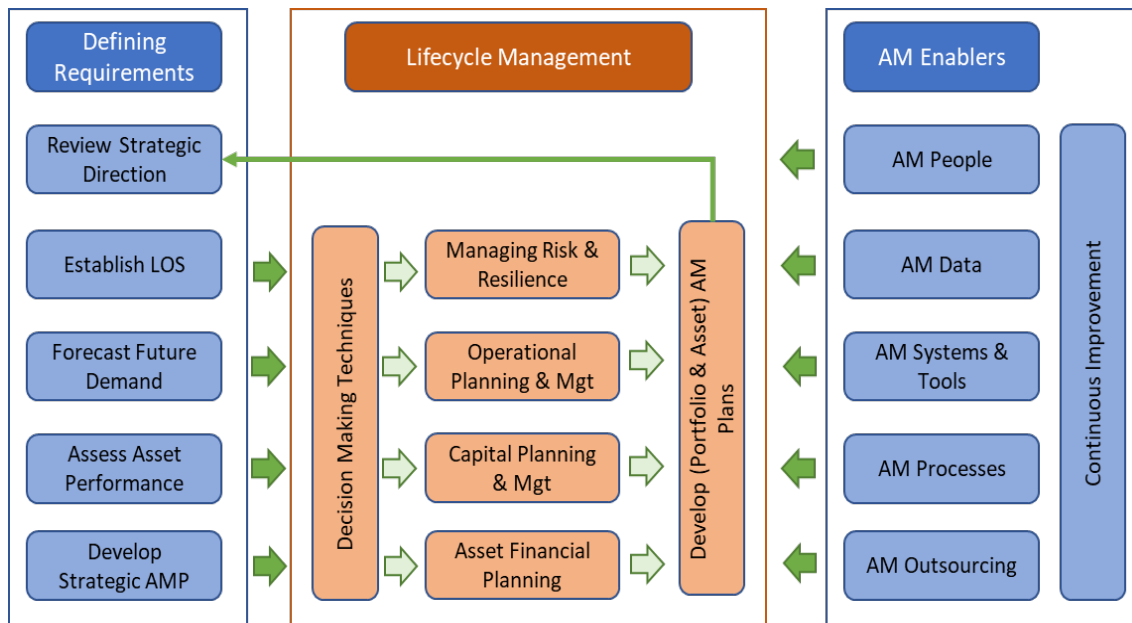 Defining
Requirements
Review Strategic
Direction
Establish LOS
Forecast Future
Demand
Assess Asset
Performance
Develop
Strategic AMP
Lifecycle Management
Decision Making Techniques
Managing Risk &
Resilience
Operational
Planning & Mgt
Capital Planning
& Mgt
Asset Financial
Planning
Develop (Portfolio & Asset) AM
Plans
AM Enablers
AM People
AM Data
AM Systems &
Tools
AM Processes
AM Outsourcing
Continuous Improvement